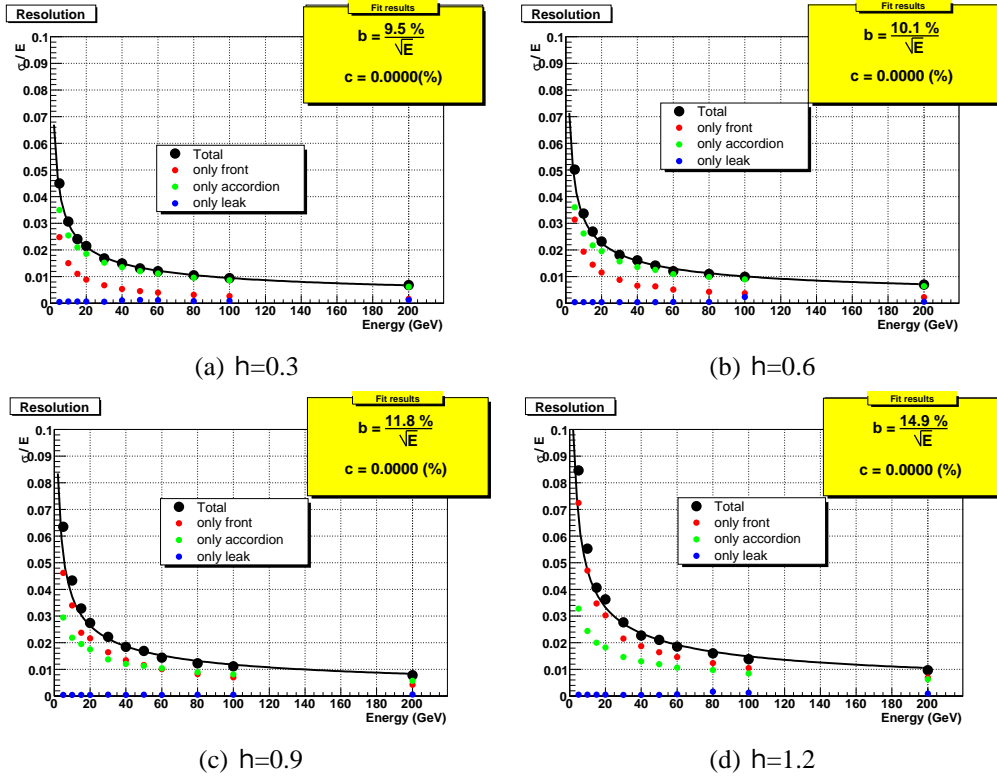 Resolution
Fit results
b = 9.5 % / √E
c = 0.0000(%)
σ/ E
0.1
0.09
0.08
0.07
0.06
0.05
0.04
0.03
0.02
0.01
0
Total
only front
only accordion
only leak
0 20 40 60 80 100 120 140 160 180 200
Energy (GeV)
(a) h=0.3
Resolution
Fit results
b = 10.1 % / √E
c = 0.0000 (%)
σ/ E
0.1
0.09
0.08
0.07
0.06
0.05
0.04
0.03
0.02
0.01
0
Total
only front
only accordion
only leak
0 20 40 60 80 100 120 140 160 180 200
Energy (GeV)
(b) h=0.6
Resolution
Fit results
b = 11.8 % / √E
c = 0.0000 (%)
σ/ E
0.1
0.09
0.08
0.07
0.06
0.05
0.04
0.03
0.02
0.01
0
Total
only front
only accordion
only leak
0 20 40 60 80 100 120 140 160 180 200
Energy (GeV)
(c) h=0.9
Resolution
Fit results
b = 14.9 % / √E
c = 0.0000 (%)
σ/ E
0.1
0.09
0.08
0.07
0.06
0.05
0.04
0.03
0.02
0.01
0
Total
only front
only accordion
only leak
0 20 40 60 80 100 120 140 160 180 200
Energy (GeV)
(d) h=1.2